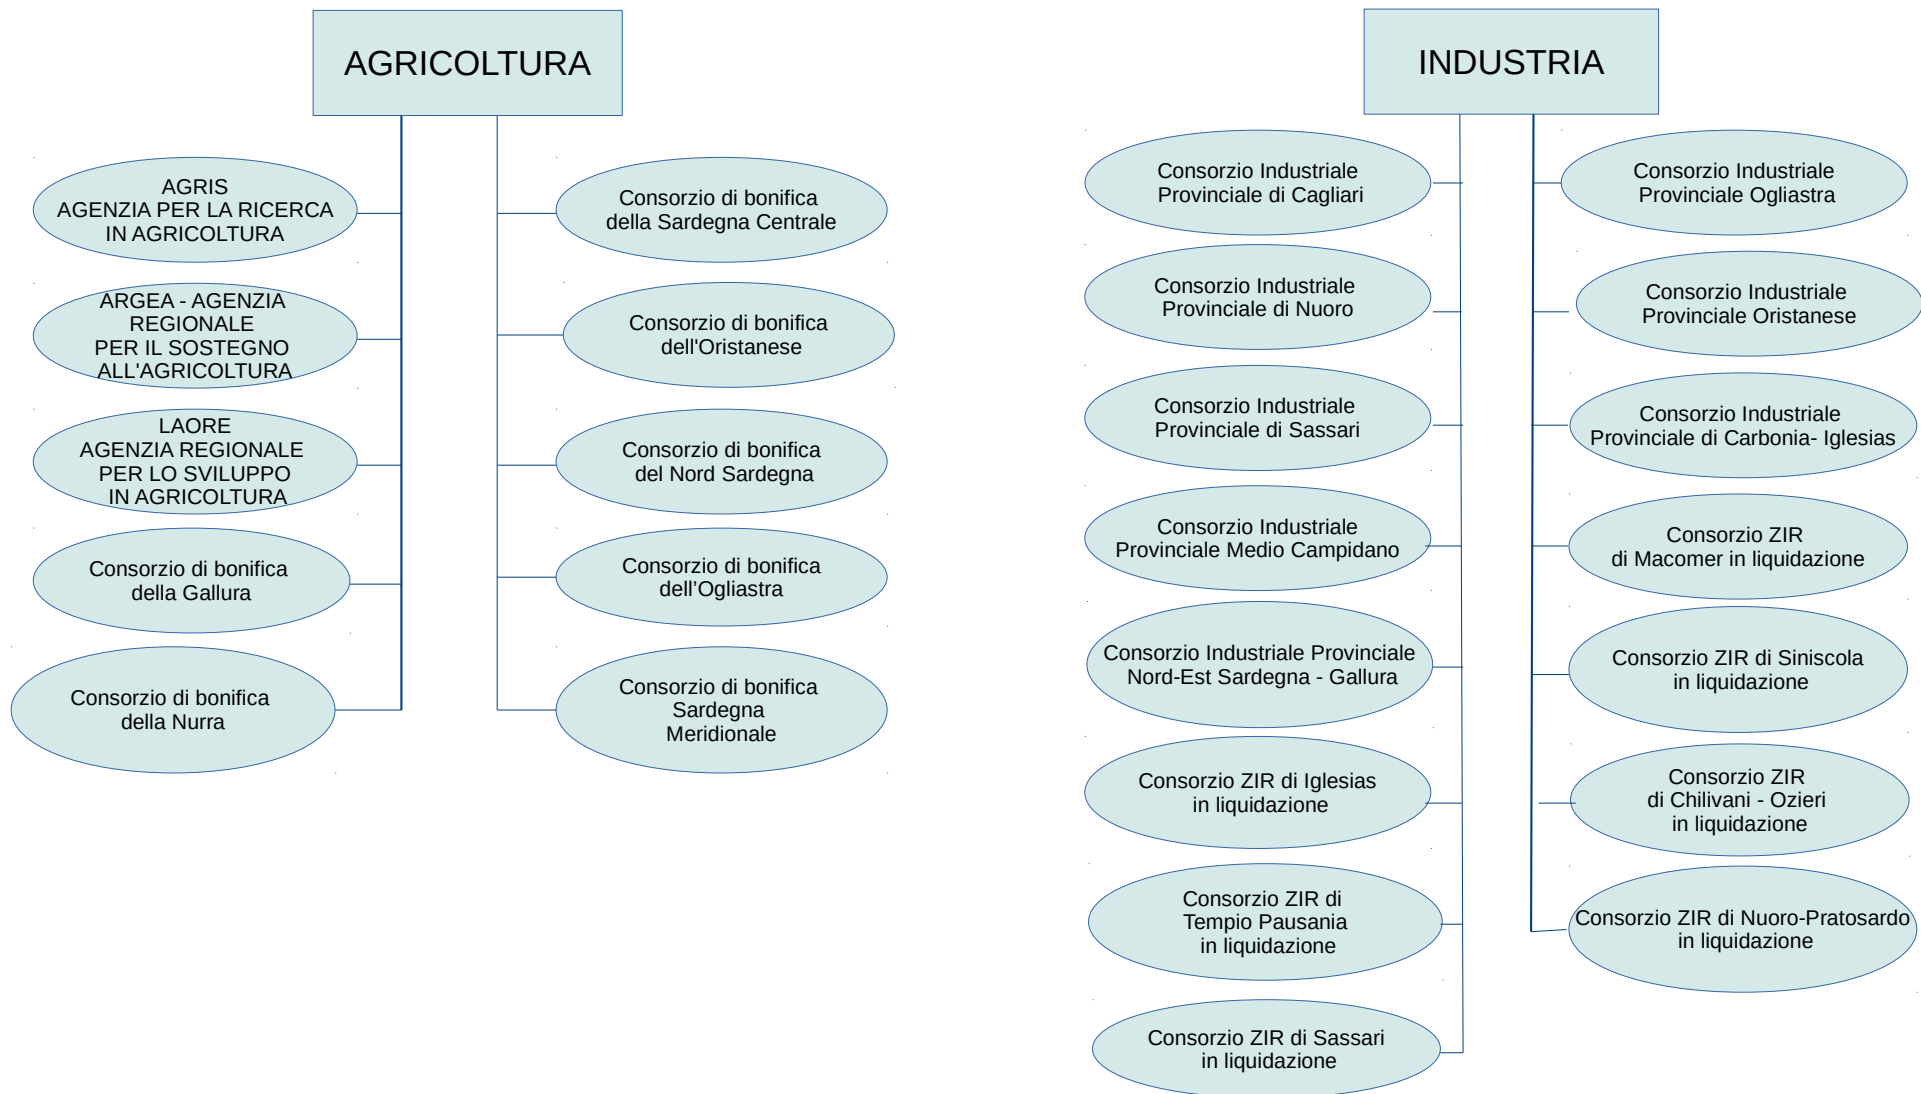 AGRICOLTURA
AGRIS
AGENZIA PER LA RICERCA
IN AGRICOLTURA
ARGEA - AGENZIA
REGIONALE
PER IL SOSTEGNO
ALL'AGRICOLTURA
LAORE
AGENZIA REGIONALE
PER LO SVILUPPO
IN AGRICOLTURA
Consorzio di bonifica
della Gallura
Consorzio di bonifica
della Nurra
Consorzio di bonifica
della Sardegna Centrale
Consorzio di bonifica
dell'Oristanese
Consorzio di bonifica
del Nord Sardegna
Consorzio di bonifica
dell’Ogliastra
Consorzio di bonifica
Sardegna
Meridionale
INDUSTRIA
Consorzio Industriale
Provinciale di Cagliari
Consorzio Industriale
Provinciale di Nuoro
Consorzio Industriale
Provinciale di Sassari
Consorzio Industriale
Provinciale Medio Campidano
Consorzio Industriale Provinciale
Nord-Est Sardegna - Gallura
Consorzio ZIR di Iglesias
in liquidazione
Consorzio ZIR di
Tempio Pausania
in liquidazione
Consorzio ZIR di Sassari
in liquidazione
Consorzio Industriale
Provinciale Ogliastra
Consorzio Industriale
Provinciale Oristanese
Consorzio Industriale
Provinciale di Carbonia- Iglesias
Consorzio ZIR
di Macomer in liquidazione
Consorzio ZIR di Siniscola
in liquidazione
Consorzio ZIR
di Chilivani - Ozieri
in liquidazione
Consorzio ZIR di Nuoro-Pratosardo
in liquidazione